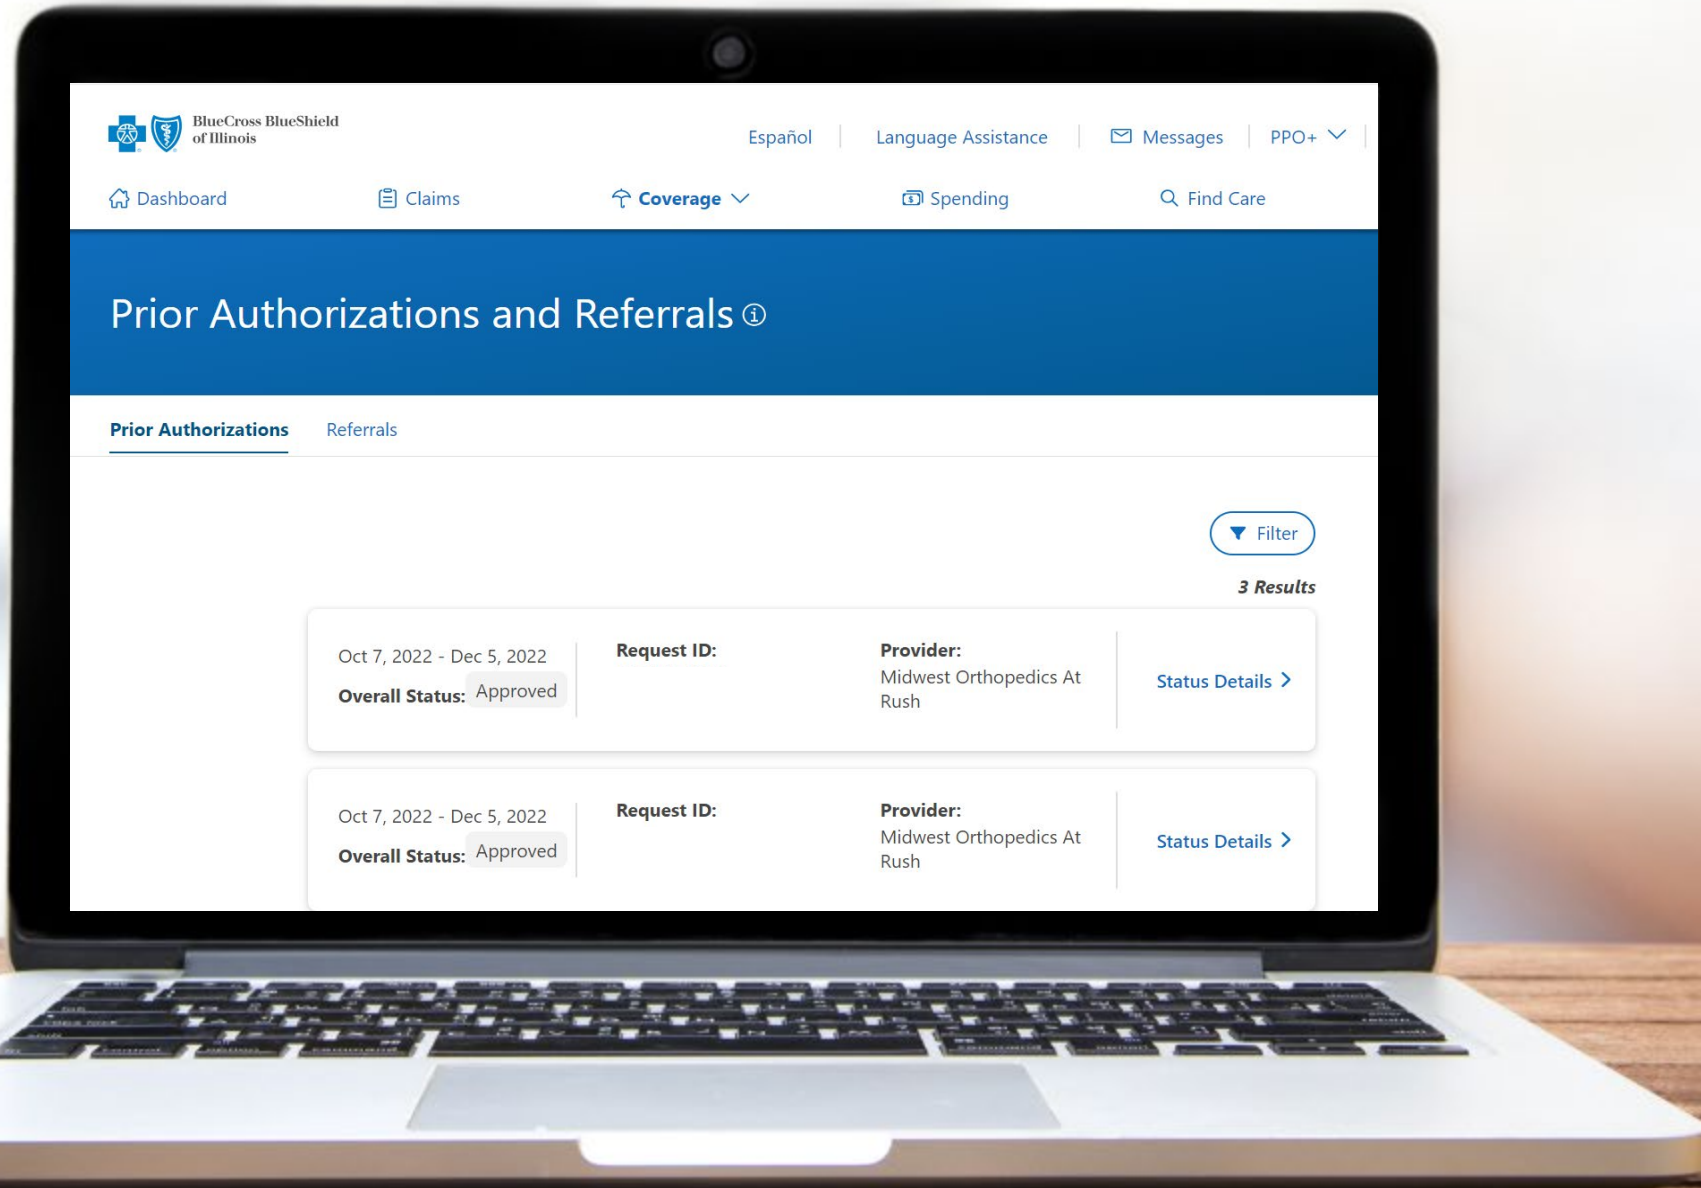 BlueCross BlueShield
of Illinois
Español
Language Assistance
Messages
PPO+
Dashboard
Claims
Coverage
Spending
Find Care
Prior Authorizations and Referrals
Prior Authorizations
Referrals
Filter
3 Results
Oct 7, 2022 - Dec 5, 2022
Overall Status: Approved
Request ID:
Provider:
Midwest Orthopedics At
Rush
Status Details
Oct 7, 2022 - Dec 5, 2022
Overall Status: Approved
Request ID:
Provider:
Midwest Orthopedics At
Rush
Status Details